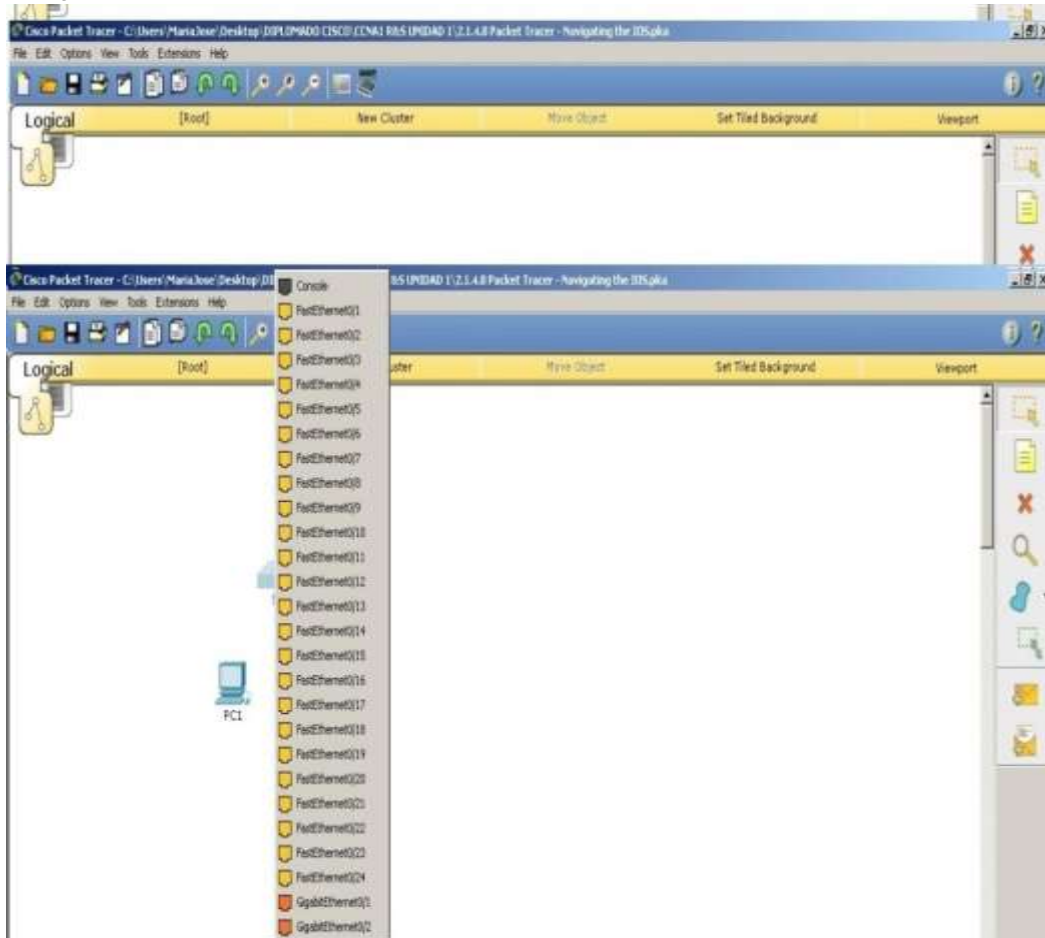 Cisco Packet Tracer - C:\Users\MariaJose\Desktop\DIPLOMADO CISCO\CCNA1 R&S UNIDAD 1\2.1.4.8 Packet Tracer - Navigating the IOS.pka
File Edit Options View Tools Extensions Help
Logical [Root] New Cluster Move Object Set Tiled Background Viewport
Cisco Packet Tracer - C:\Users\MariaJose\Desktop\DI R&S UNIDAD 1\2.1.4.8 Packet Tracer - Navigating the IOS.pka
File Edit Options View Tools Extensions Help
Logical [Root] uster Move Object Set Tiled Background Viewport
Console
FastEthernet0/1
FastEthernet0/2
FastEthernet0/3
FastEthernet0/4
FastEthernet0/5
FastEthernet0/6
FastEthernet0/7
FastEthernet0/8
FastEthernet0/9
FastEthernet0/10
FastEthernet0/11
FastEthernet0/12
FastEthernet0/13
FastEthernet0/14
FastEthernet0/15
FastEthernet0/16
FastEthernet0/17
FastEthernet0/18
FastEthernet0/19
FastEthernet0/20
FastEthernet0/21
FastEthernet0/22
FastEthernet0/23
FastEthernet0/24
GigabitEthernet0/1
GigabitEthernet0/2
PC1